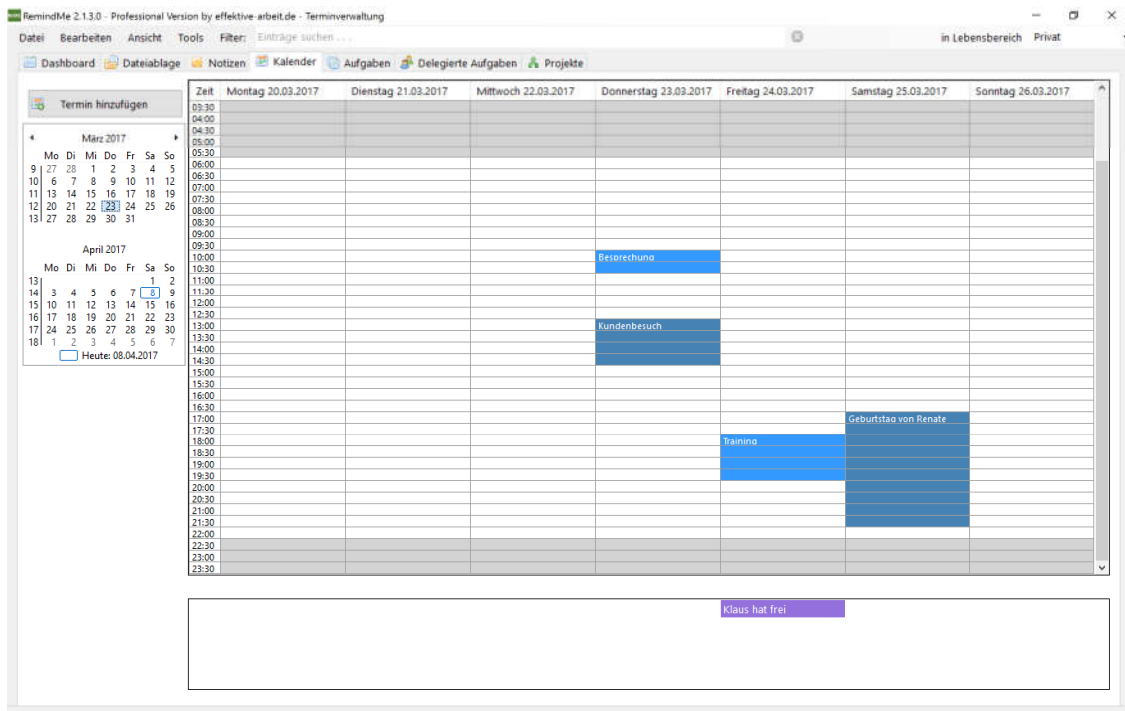 RemindMe 2.1.3.0 - Professional Version by effektive-arbeit.de - Terminverwaltung
Datei Bearbeiten Ansicht Tools Filter: Einträge suchen . . . in Lebensbereich Privat
Dashboard Dateiablage Notizen Kalender Aufgaben Delegierte Aufgaben Projekte
Termin hinzufügen
März 2017
Mo Di Mi Do Fr Sa So
9 27 28 1 2 3 4 5
10 6 7 8 9 10 11 12
11 13 14 15 16 17 18 19
12 20 21 22 23 24 25 26
13 27 28 29 30 31
April 2017
Mo Di Mi Do Fr Sa So
13 1 2
14 3 4 5 6 7 8 9
15 10 11 12 13 14 15 16
16 17 18 19 20 21 22 23
17 24 25 26 27 28 29 30
18 1 2 3 4 5 6 7
Heute: 08.04.2017
Zeit Montag 20.03.2017 Dienstag 21.03.2017 Mittwoch 22.03.2017 Donnerstag 23.03.2017 Freitag 24.03.2017 Samstag 25.03.2017 Sonntag 26.03.2017
03:30
04:00
04:30
05:00
05:30
06:00
06:30
07:00
07:30
08:00
08:30
09:00
09:30
10:00 Besprechung
10:30
11:00
11:30
12:00
12:30
13:00 Kundenbesuch
13:30
14:00
14:30
15:00
15:30
16:00
16:30
17:00 Geburtstag von Renate
17:30
18:00 Training
18:30
19:00
19:30
20:00
20:30
21:00
21:30
22:00
22:30
23:00
23:30
Klaus hat frei